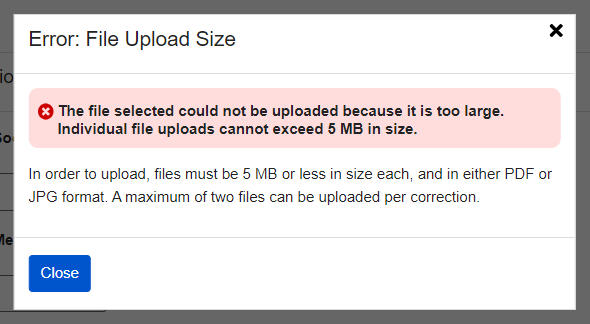 Error: File Upload Size
The file selected could not be uploaded because it is too large.
Individual file uploads cannot exceed 5 MB in size.
In order to upload, files must be 5 MB or less in size each, and in either PDF or
JPG format. A maximum of two files can be uploaded per correction.
Close